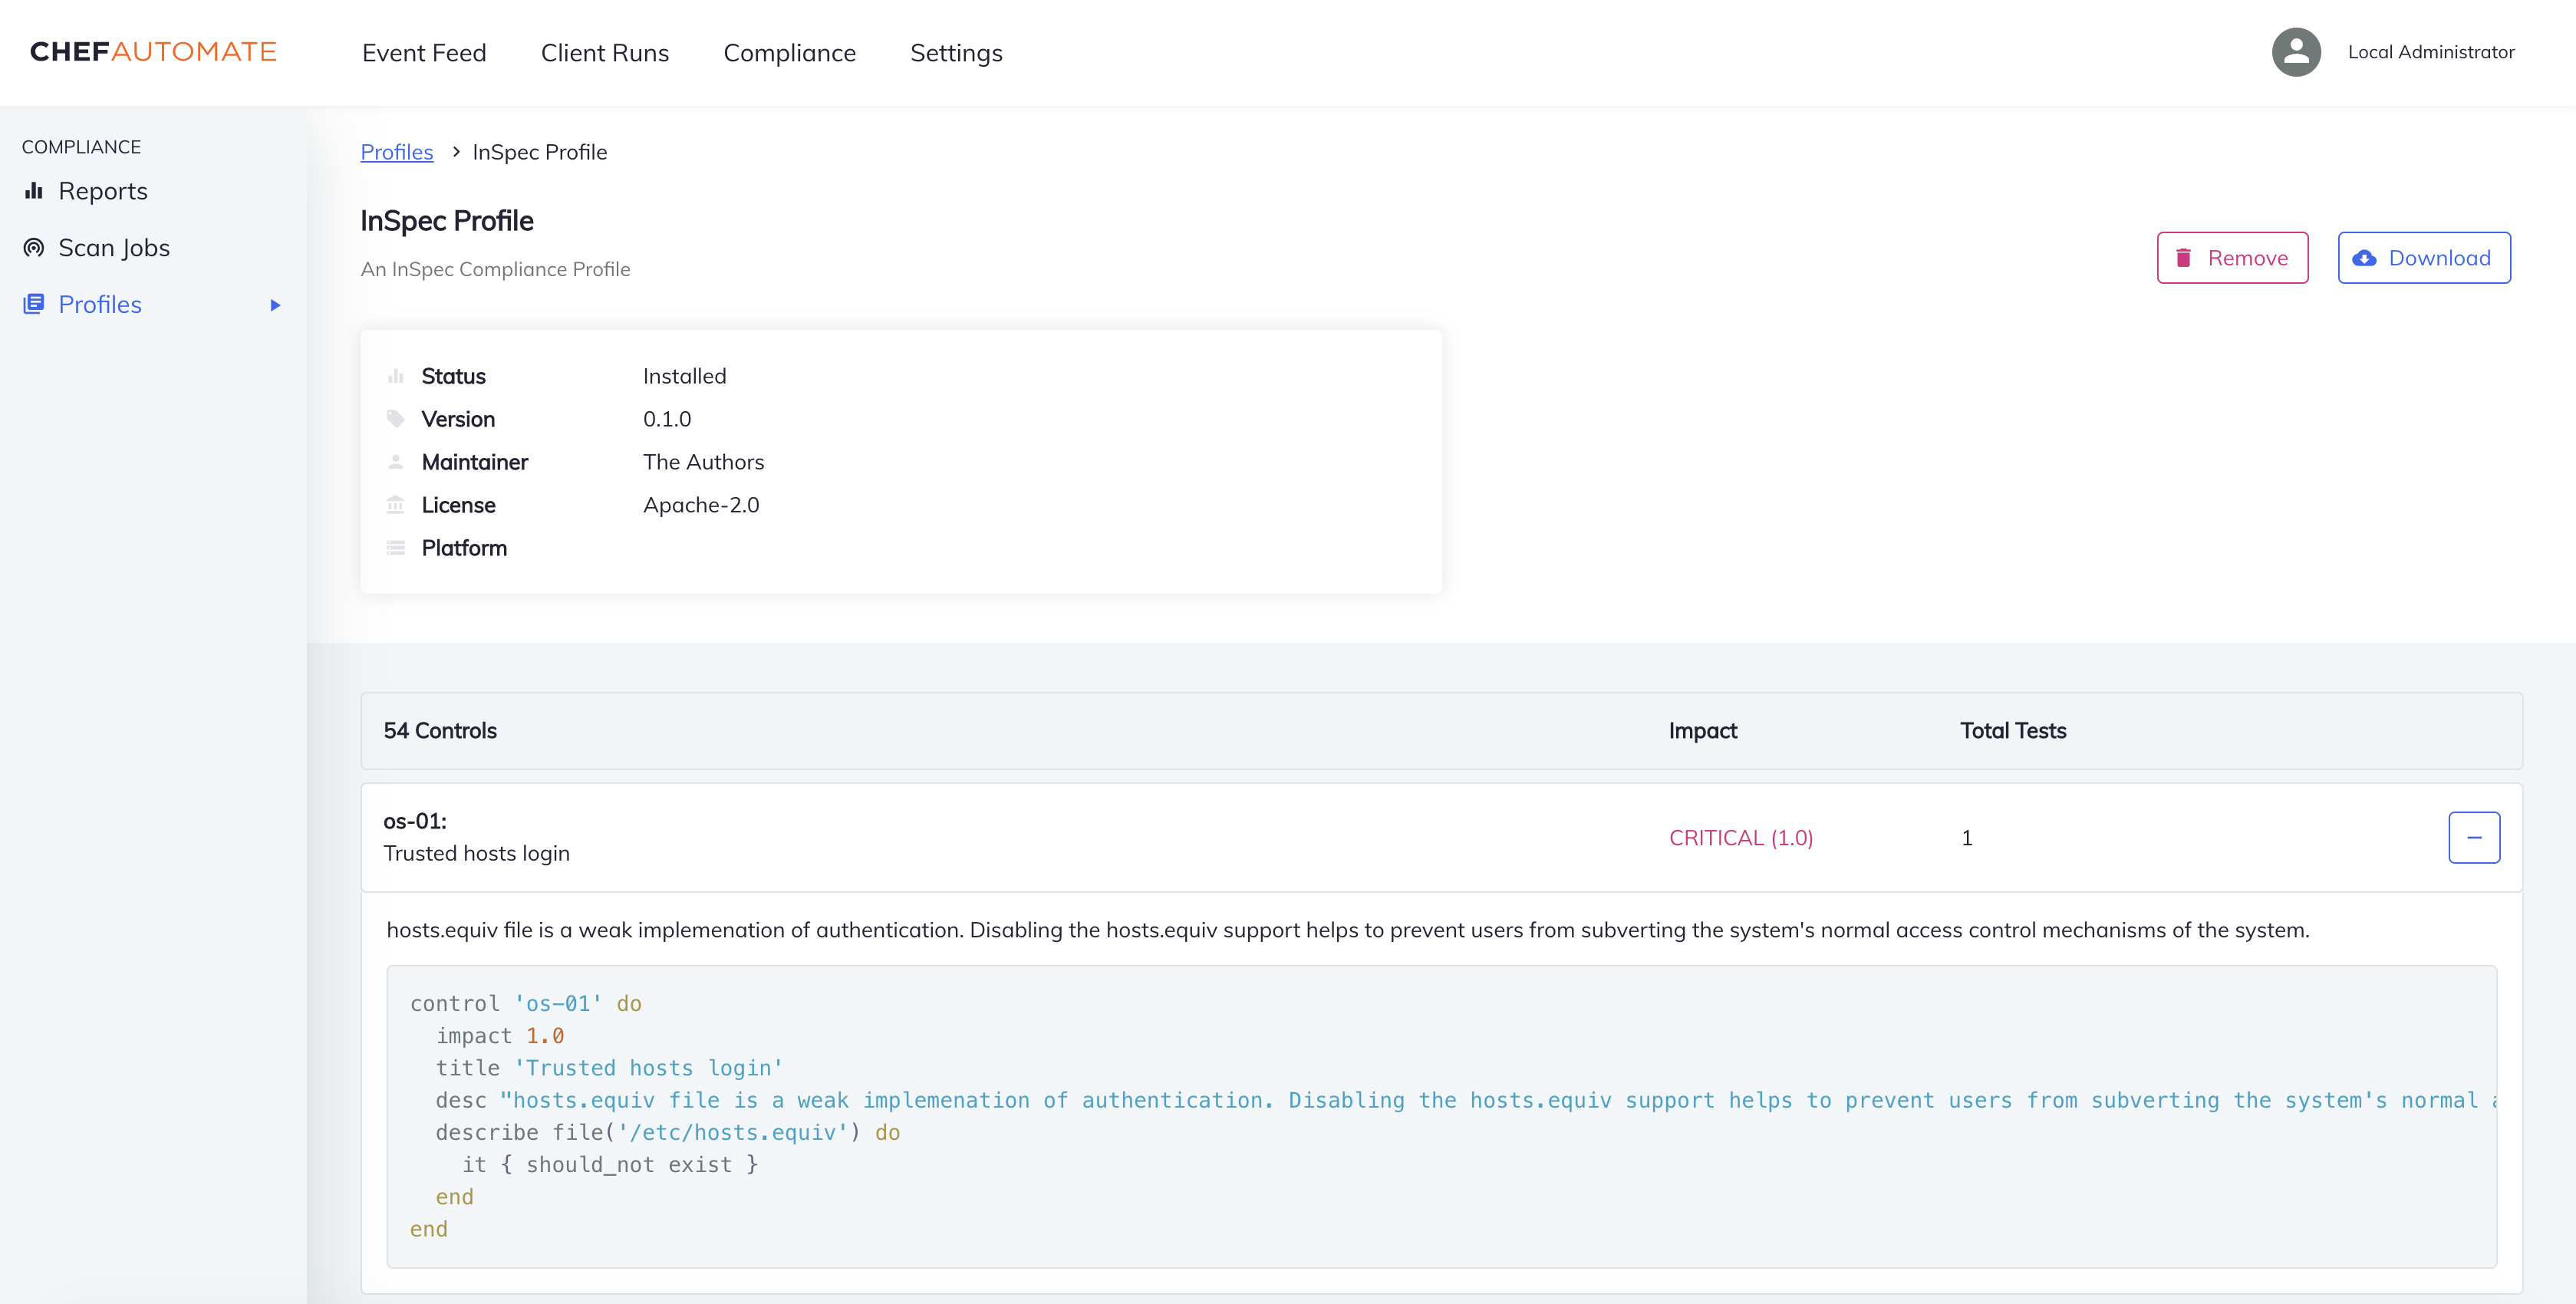 CHEFAUTOMATE
Event Feed
Client Runs
Compliance
Settings
Local Administrator
COMPLIANCE
Reports
Scan Jobs
Profiles
Profiles > InSpec Profile
InSpec Profile
An InSpec Compliance Profile
Remove
Download
Status Installed
Version 0.1.0
Maintainer The Authors
License Apache-2.0
Platform
54 Controls Impact Total Tests
os-01:
Trusted hosts login
CRITICAL (1.0)
1
hosts.equiv file is a weak implemenation of authentication. Disabling the hosts.equiv support helps to prevent users from subverting the system's normal access control mechanisms of the system.
control 'os-01' do
impact 1.0
title 'Trusted hosts login'
desc "hosts.equiv file is a weak implemenation of authentication. Disabling the hosts.equiv support helps to prevent users from subverting the system's normal
describe file('/etc/hosts.equiv') do
it { should_not exist }
end
end